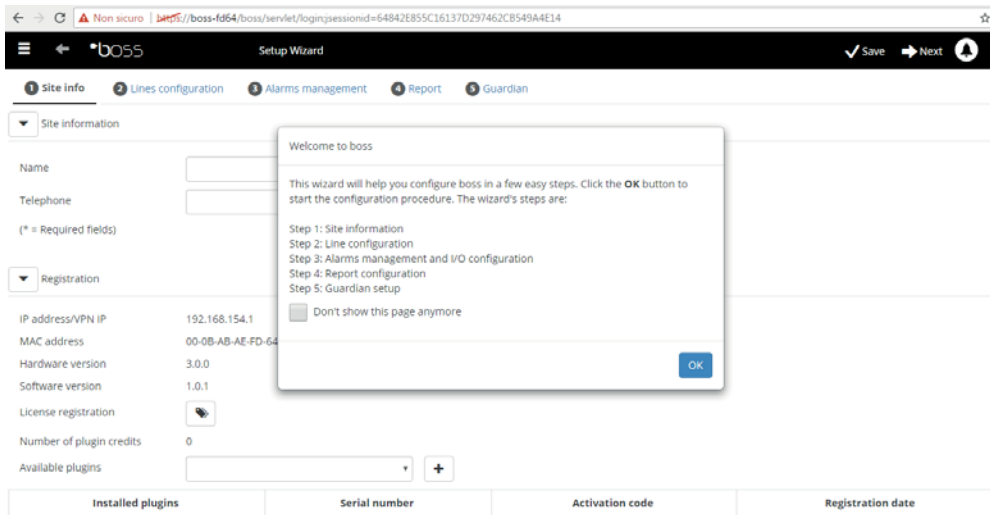 Non sicuro | https://boss-fd64/boss/servlet/login;jsessionid=64842E855C16137D297462CB549A4E14
boss Setup Wizard Save Next
1 Site info 2 Lines configuration 3 Alarms management 4 Report 5 Guardian
Site information
Name
Telephone
(* = Required fields)
Welcome to boss
This wizard will help you configure boss in a few easy steps. Click the OK button to
start the configuration procedure. The wizard's steps are:
Step 1: Site information
Step 2: Line configuration
Step 3: Alarms management and I/O configuration
Step 4: Report configuration
Step 5: Guardian setup
Don't show this page anymore
OK
Registration
IP address/VPN IP 192.168.154.1
MAC address 00-0B-AB-AE-FD-64
Hardware version 3.0.0
Software version 1.0.1
License registration
Number of plugin credits 0
Available plugins
Installed plugins Serial number Activation code Registration date